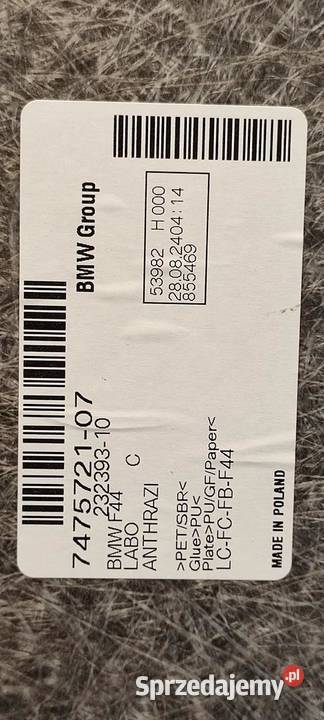 BMW Group
7475721-07
232393-10
BMW F44
LABO C
ANTHRAZI
53982 H000
28.08.2404:14
855469
>PET/SBR<
Glue>PU<
Plate>PU/GF/Paper<
LC-FC-FB-F44
MADE IN POLAND
Sprzedajemy.pl